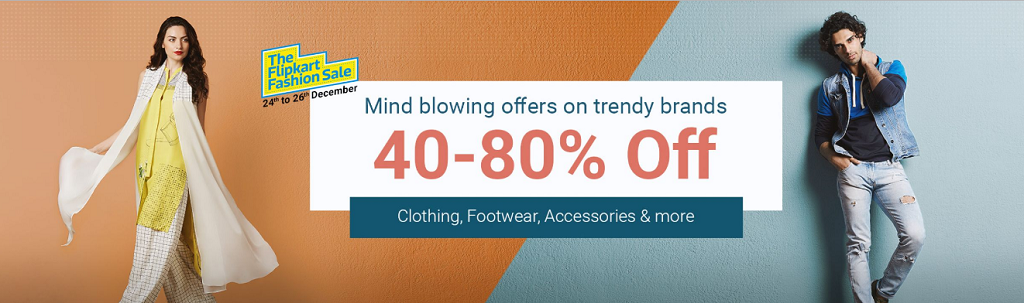 The
Flipkart
Fashion Sale
24th to 26th December
Mind blowing offers on trendy brands
40-80% Off
Clothing, Footwear, Accessories & more